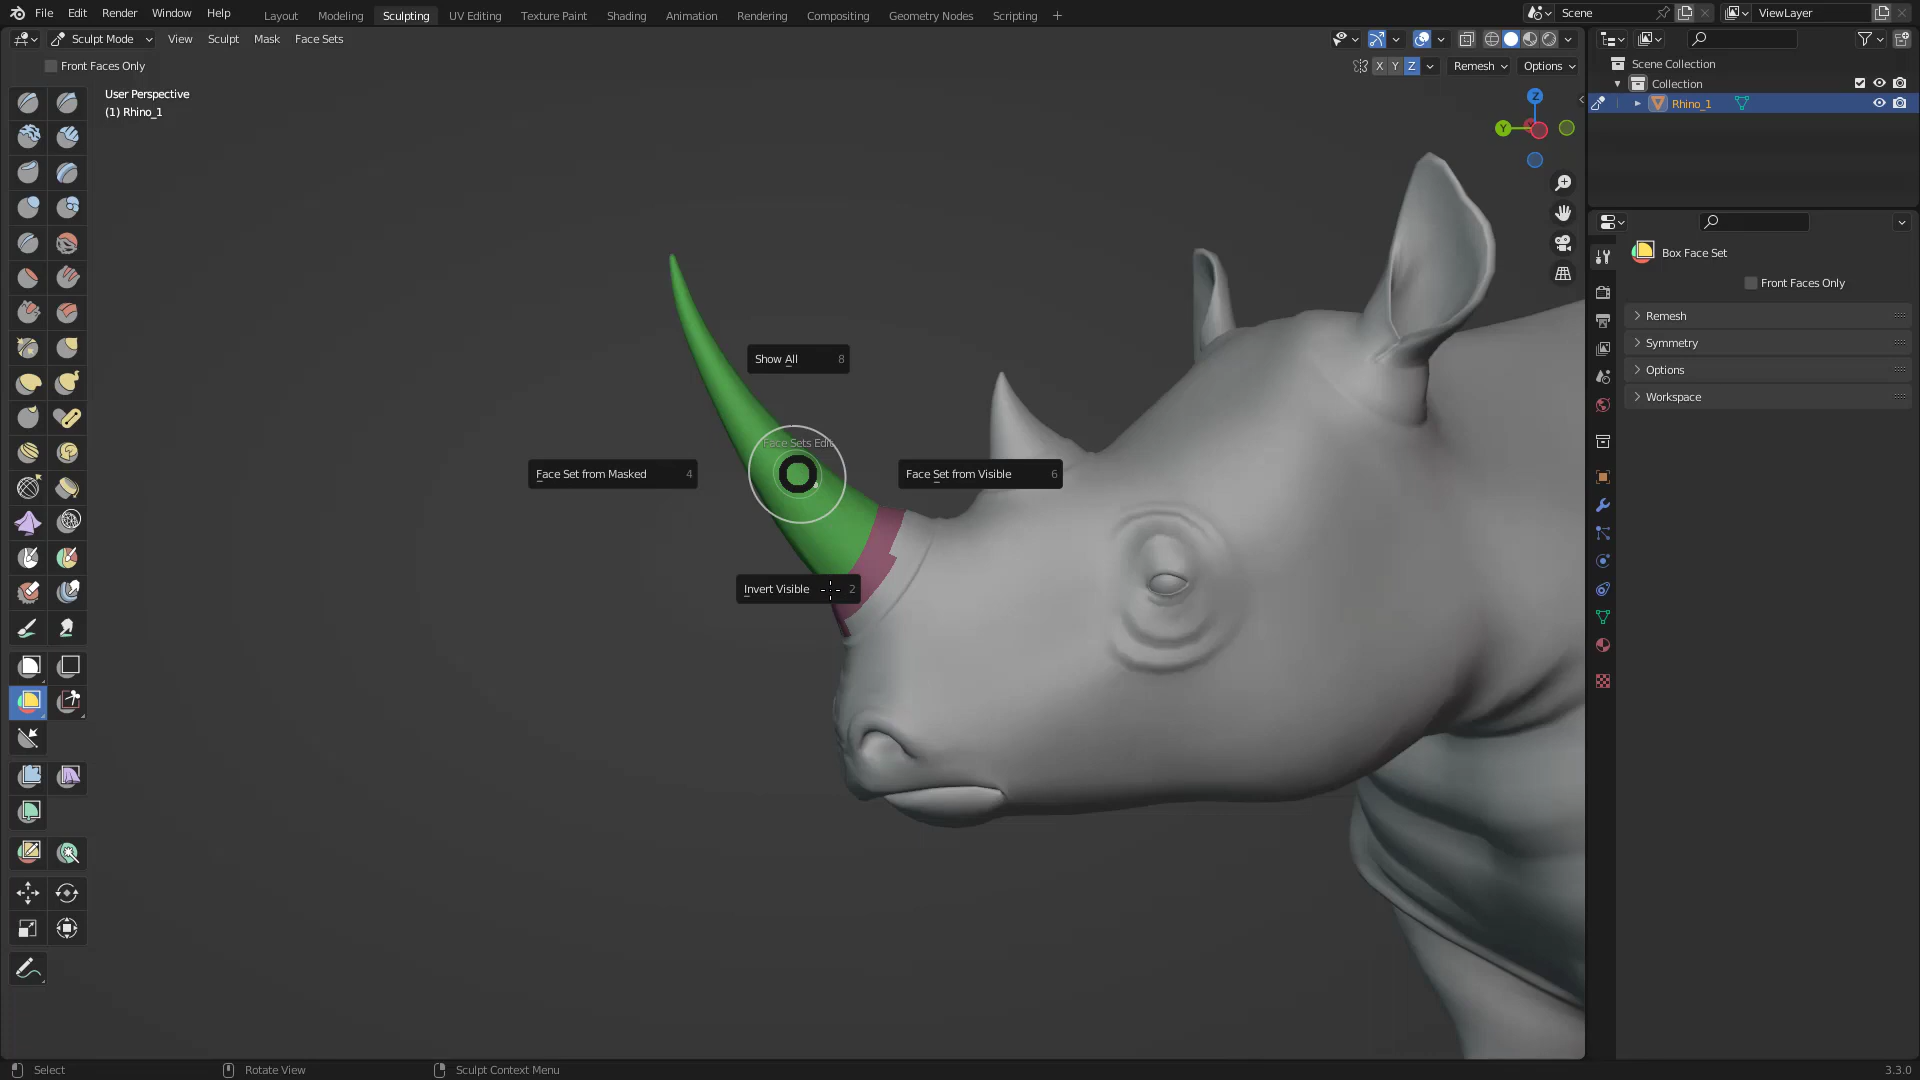 File Edit Render Window Help
Layout Modeling Sculpting UV Editing Texture Paint Shading Animation Rendering Compositing Geometry Nodes Scripting +
Scene
ViewLayer
Sculpt Mode View Sculpt Mask Face Sets
Front Faces Only
X Y Z
Remesh
Options
User Perspective
(1) Rhino_1
Z
Y
Show All 8
Face Sets Edit
Face Set from Masked 4
Face Set from Visible 6
Invert Visible 2
Scene Collection
Collection
Rhino_1
Box Face Set
Front Faces Only
Remesh
Symmetry
Options
Workspace
Select
Rotate View
Sculpt Context Menu
3.3.0